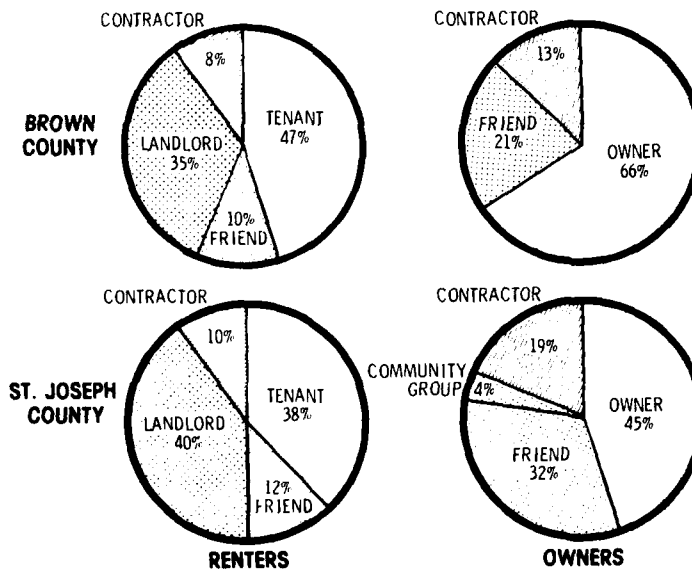 CONTRACTOR
8%
TENANT
47%
LANDLORD
35%
10%
FRIEND
BROWN
COUNTY
CONTRACTOR
13%
FRIEND
21%
OWNER
66%
CONTRACTOR
10%
TENANT
38%
LANDLORD
40%
12%
FRIEND
ST. JOSEPH
COUNTY
RENTERS
CONTRACTOR
19%
COMMUNITY
GROUP
4%
OWNER
45%
FRIEND
32%
OWNERS